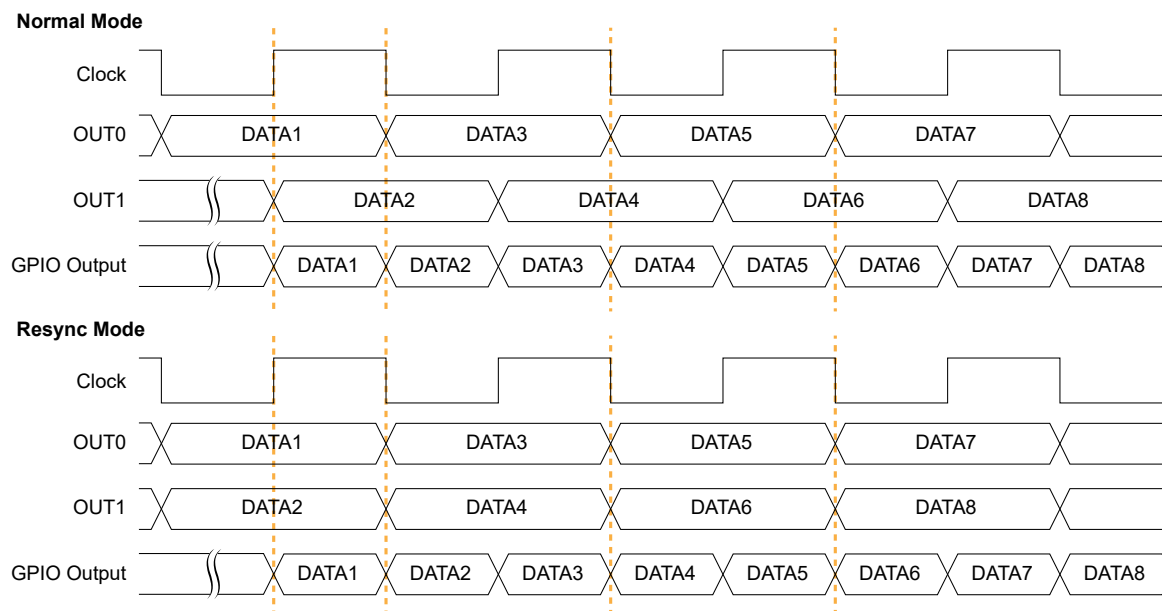 Normal Mode
Clock
OUT0 DATA1 DATA3 DATA5 DATA7
OUT1 DATA2 DATA4 DATA6 DATA8
GPIO Output DATA1 DATA2 DATA3 DATA4 DATA5 DATA6 DATA7 DATA8
Resync Mode
Clock
OUT0 DATA1 DATA3 DATA5 DATA7
OUT1 DATA2 DATA4 DATA6 DATA8
GPIO Output DATA1 DATA2 DATA3 DATA4 DATA5 DATA6 DATA7 DATA8